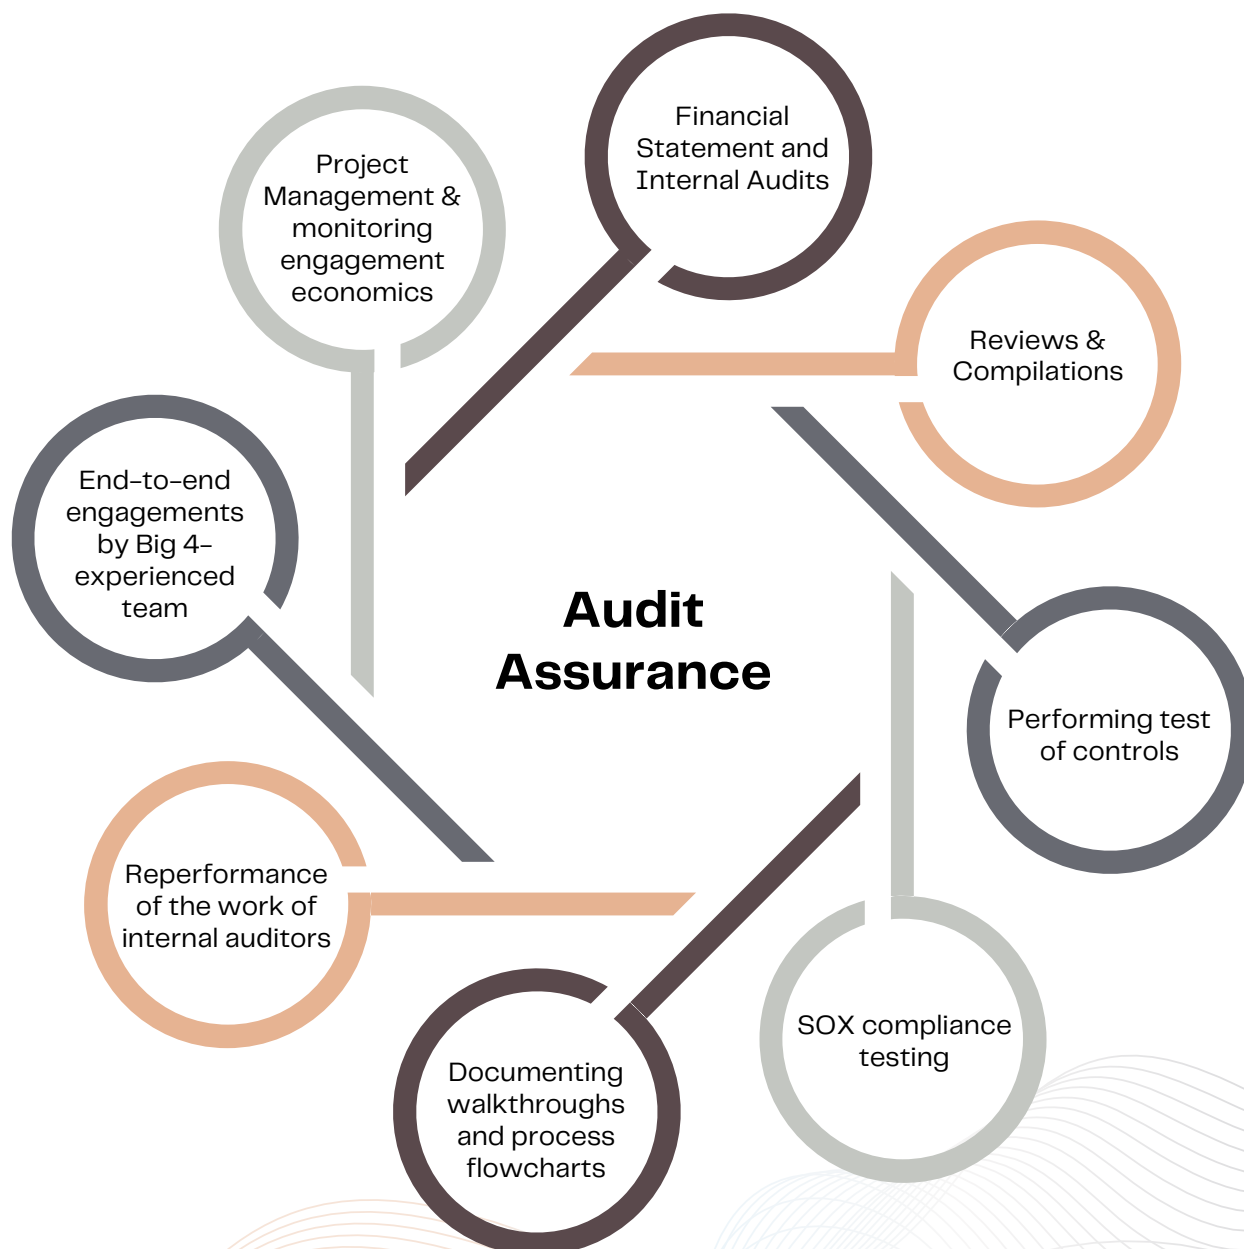 Financial
Statement and
Internal Audits
Project
Management &
monitoring
engagement
economics
Reviews &
Compilations
End-to-end
engagements
by Big 4-
experienced
team
Audit
Assurance
Performing test
of controls
Reperformance
of the work of
internal auditors
SOX compliance
testing
Documenting
walkthroughs
and process
flowcharts